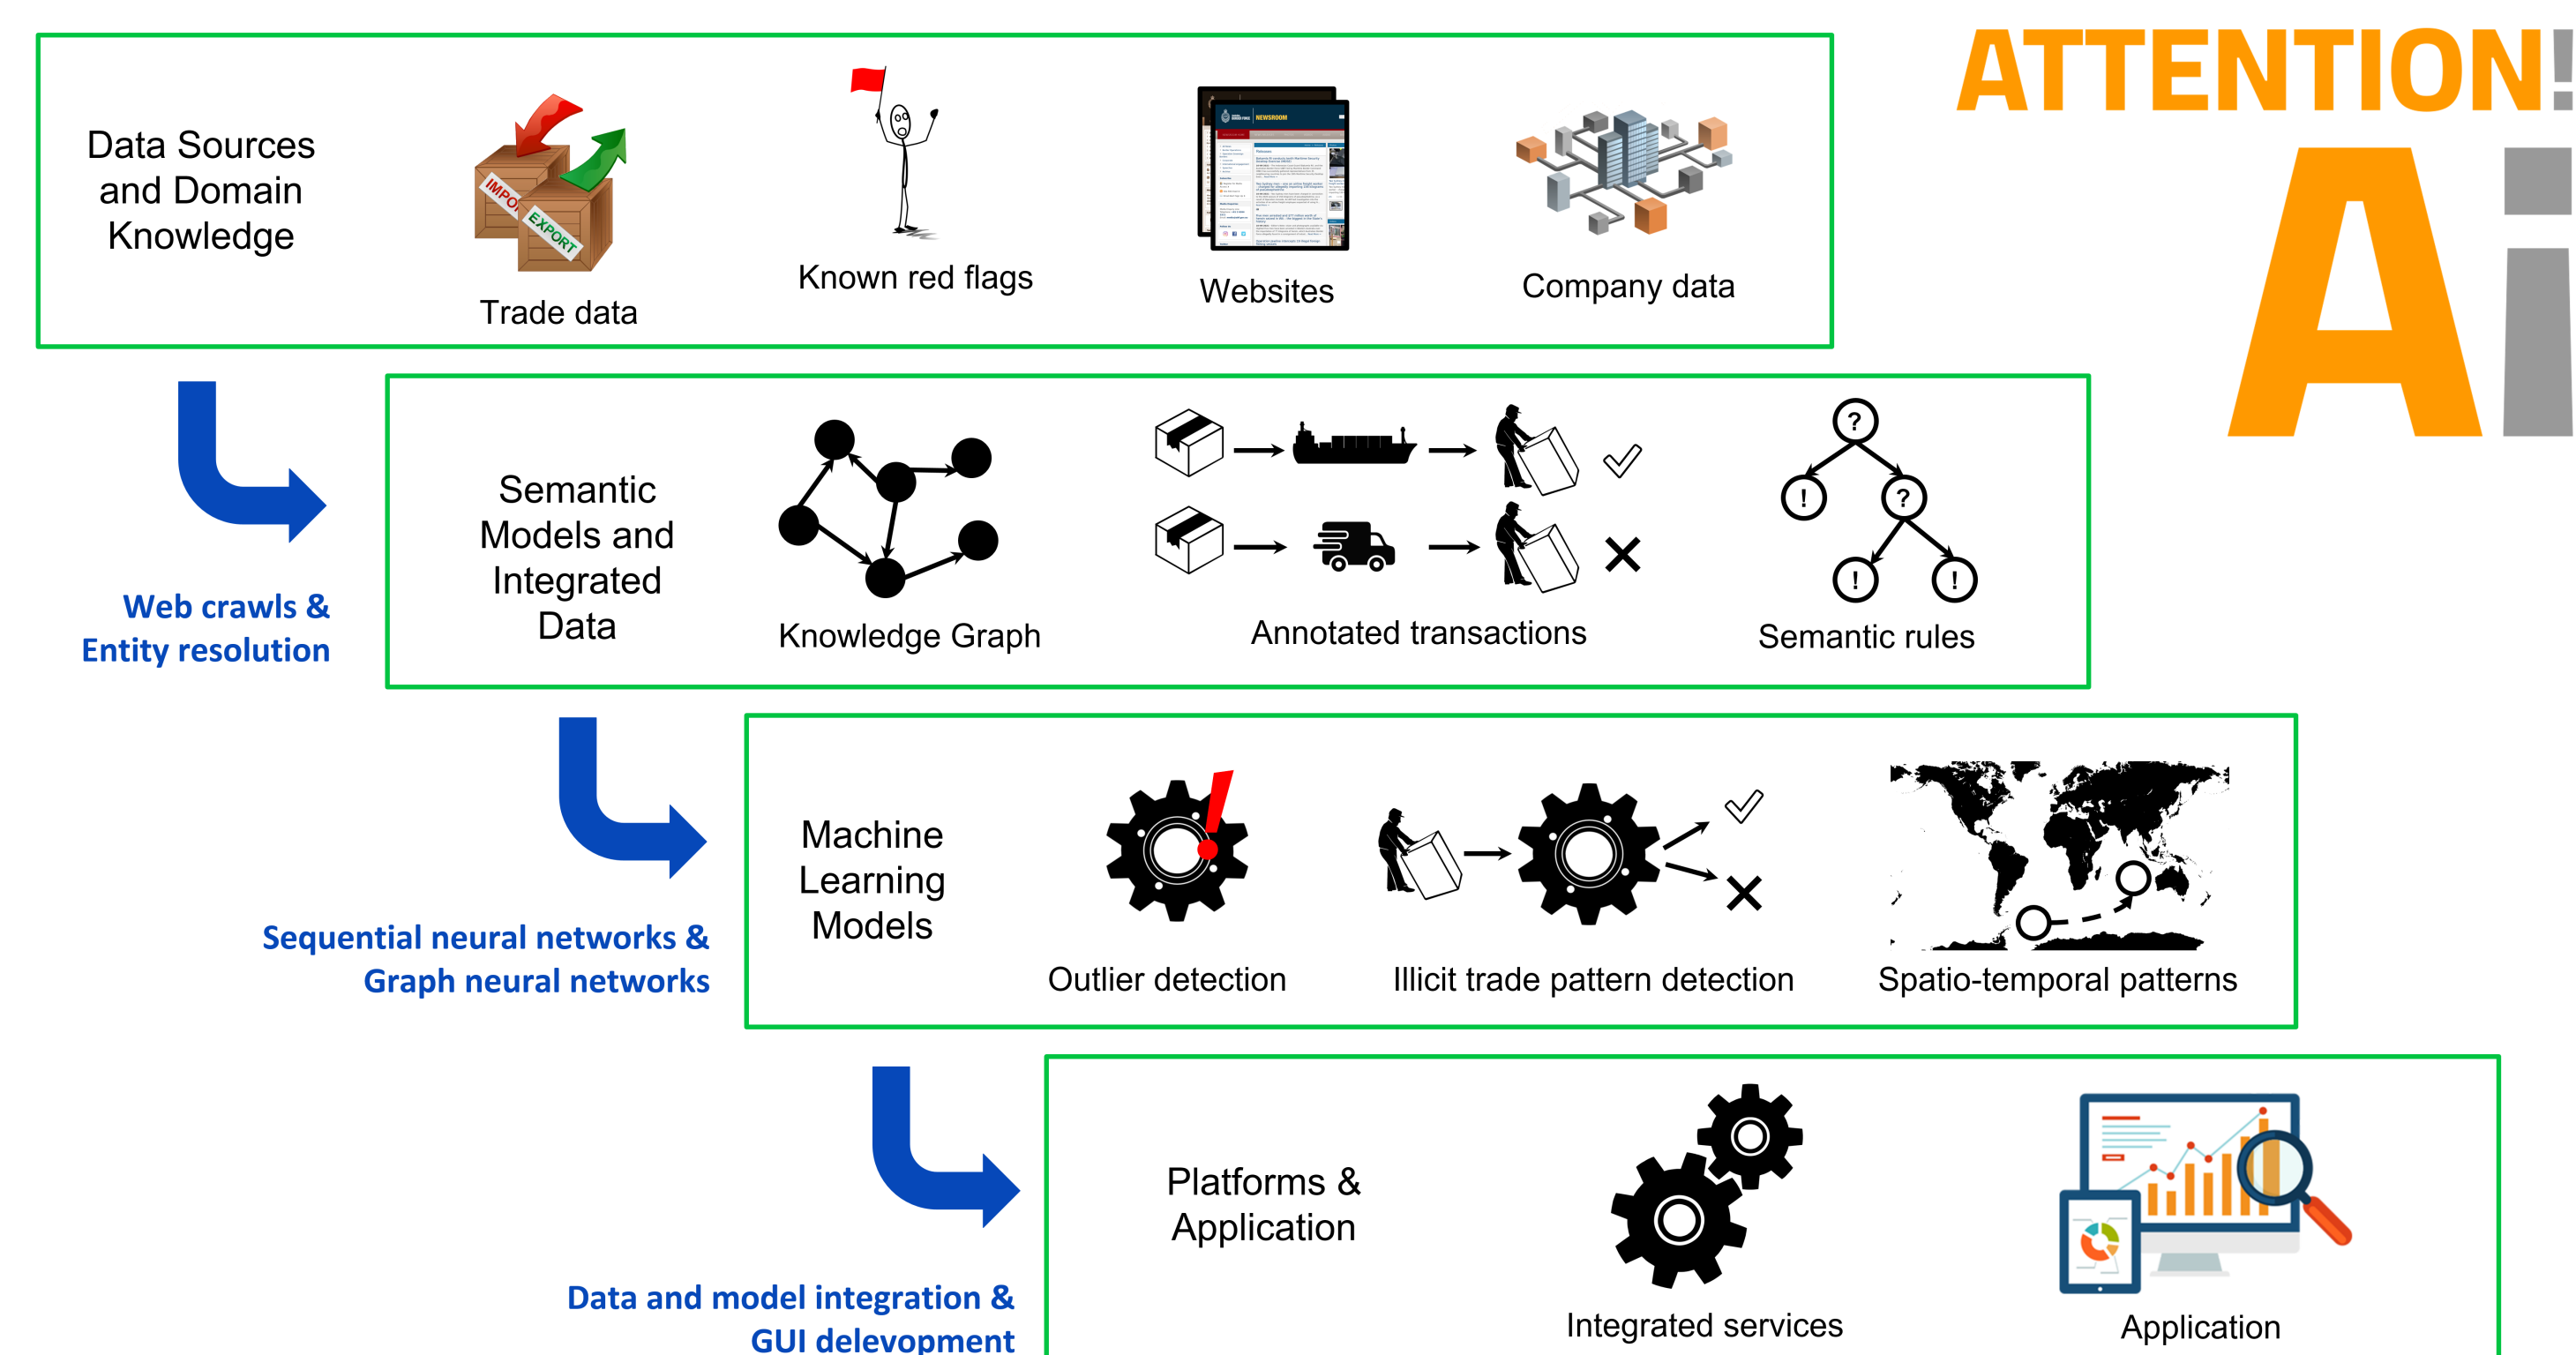 ATTENTION!
Ai
Data Sources
and Domain
Knowledge
IMPO
EXPORT
Trade data
Known red flags
NEWSROOM
Websites
Company data
Web crawls &
Entity resolution
Semantic
Models and
Integrated
Data
Knowledge Graph
Annotated transactions
?
! ?
! !
Semantic rules
Sequential neural networks &
Graph neural networks
Machine
Learning
Models
Outlier detection
Illicit trade pattern detection
Spatio-temporal patterns
Data and model integration &
GUI delevopment
Platforms &
Application
Integrated services
Application